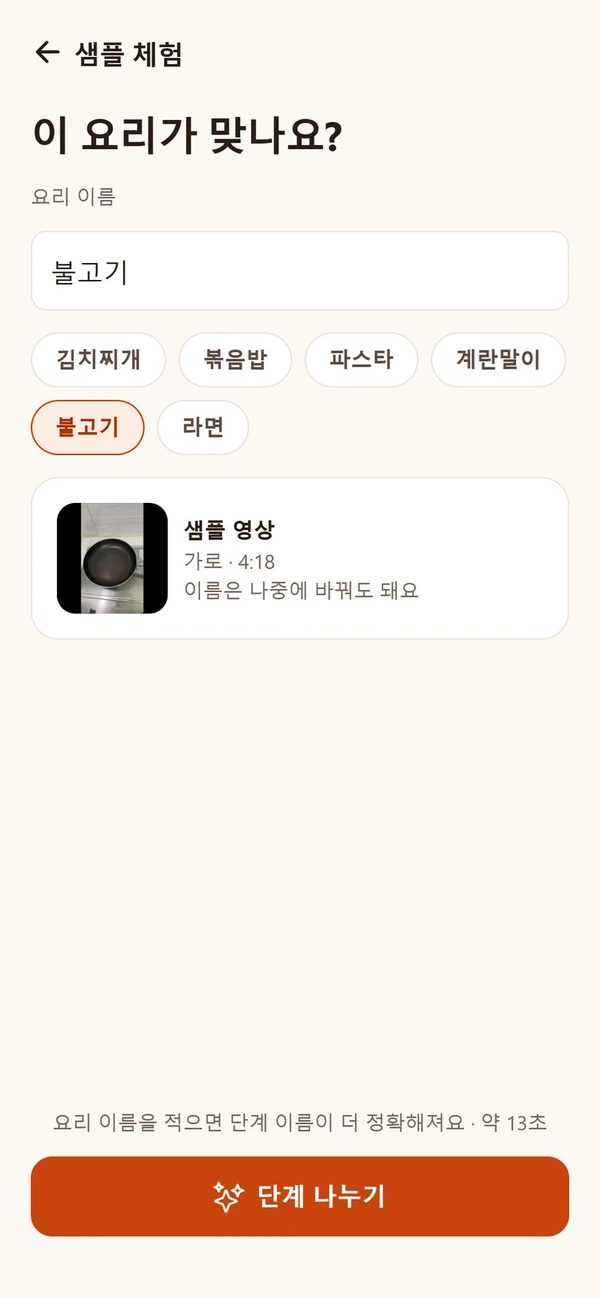 샘플 체험
이 요리가 맞나요?
요리 이름
불고기
김치찌개 볶음밥 파스타 계란말이
불고기 라면
샘플 영상
가로 · 4:18
이름은 나중에 바꿔도 돼요
요리 이름을 적으면 단계 이름이 더 정확해져요 · 약 13초
단계 나누기